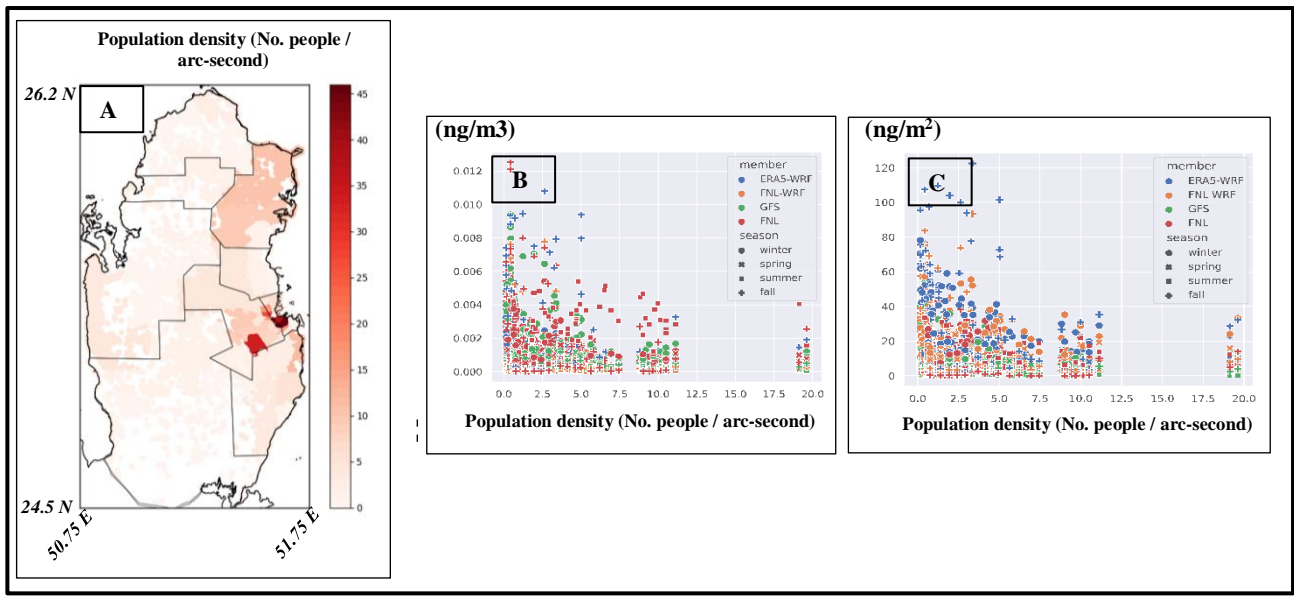 Population density (No. people /
arc-second)
26.2 N
A
45
40
35
30
25
20
15
10
5
0
24.5 N
50.75 E
51.75 E
(ng/m3)
B
0.012
0.010
0.008
0.006
0.004
0.002
0.000
member
ERA5-WRF
FNL-WRF
GFS
FNL
season
winter
spring
summer
fall
0.0 2.5 5.0 7.5 10.0 12.5 15.0 17.5 20.0
Population density (No. people / arc-second)
(ng/m²)
C
120
100
80
60
40
20
0
member
ERA5-WRF
FNL WRF
GFS
FNL
season
winter
spring
summer
fall
0.0 2.5 5.0 7.5 10.0 12.5 15.0 17.5 20.0
Population density (No. people / arc-second)